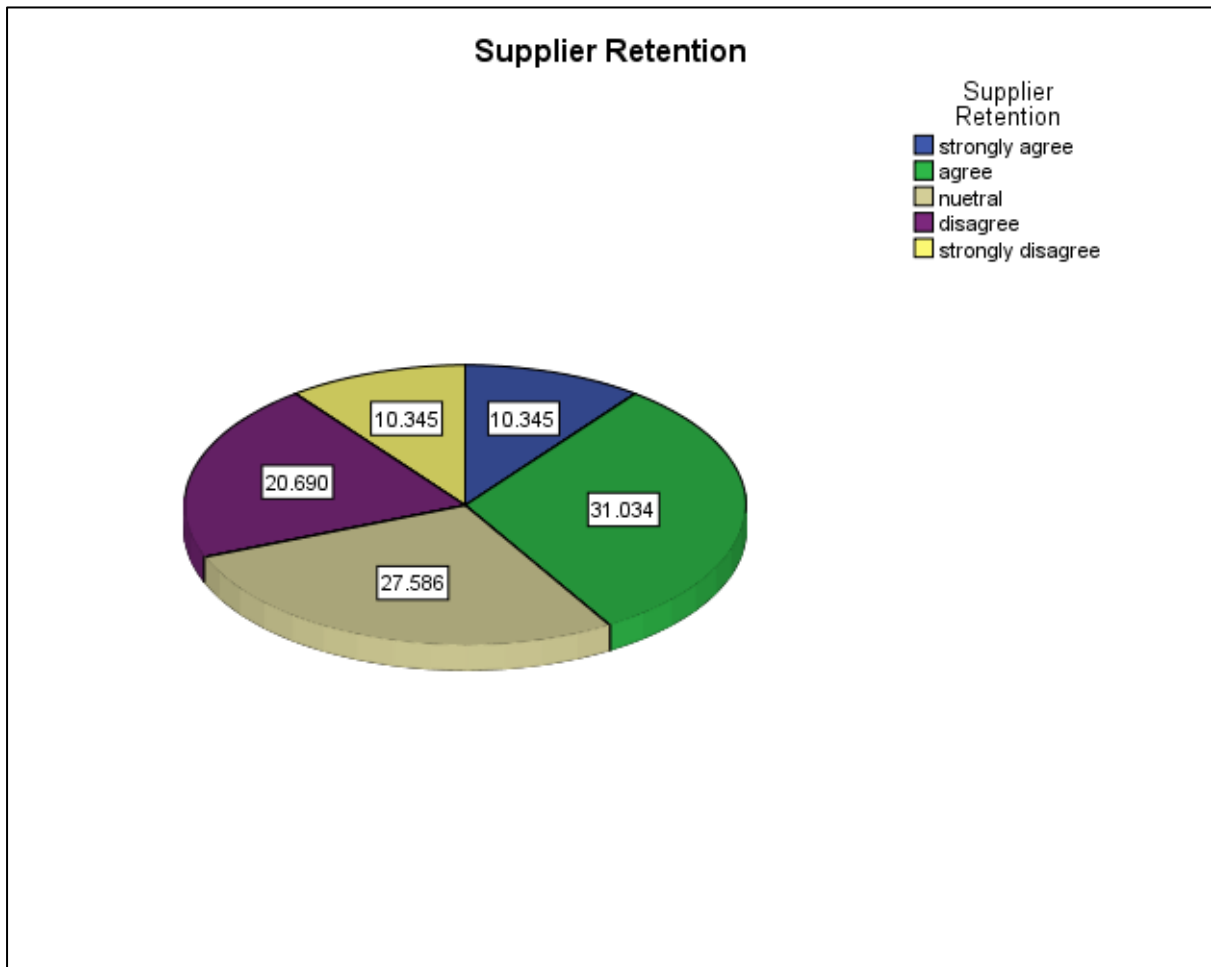 Supplier Retention
Supplier
Retention
strongly agree
agree
nuetral
disagree
strongly disagree
10.345
10.345
20.690
31.034
27.586